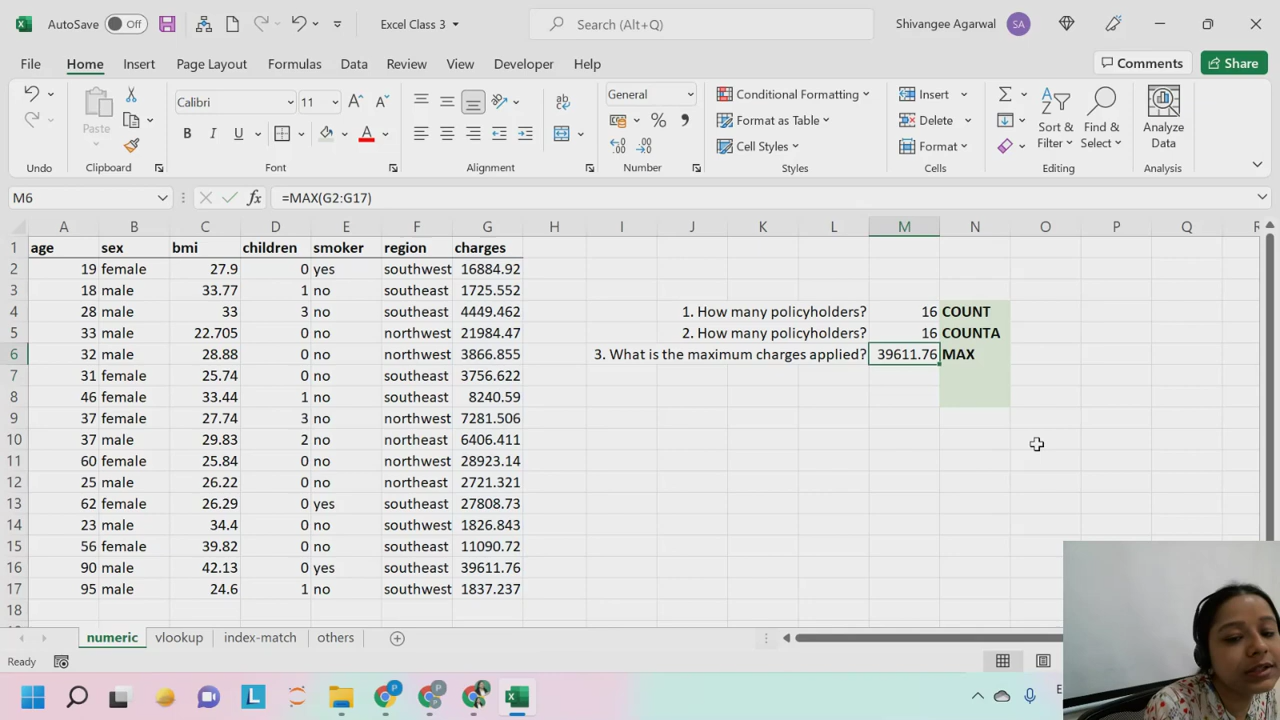 AutoSave Off Excel Class 3 Search (Alt+Q) Shivangee Agarwal SA
File Home Insert Page Layout Formulas Data Review View Developer Help Comments Share
Paste Calibri 11 General Conditional Formatting Insert
Format as Table Delete
Cell Styles Format
Sort & Filter Find & Select Analyze Data
Undo Clipboard Font Alignment Number Styles Cells Editing Analysis
M6 fx =MAX(G2:G17)
A B C D E F G H I J K L M N O P Q R
1 age sex bmi children smoker region charges
2 19 female 27.9 0 yes southwest 16884.92
3 18 male 33.77 1 no southeast 1725.552
4 28 male 33 3 no southeast 4449.462 1. How many policyholders? 16 COUNT
5 33 male 22.705 0 no northwest 21984.47 2. How many policyholders? 16 COUNTA
6 32 male 28.88 0 no northwest 3866.855 3. What is the maximum charges applied? 39611.76 MAX
7 31 female 25.74 0 no southeast 3756.622
8 46 female 33.44 1 no southeast 8240.59
9 37 female 27.74 3 no northwest 7281.506
10 37 male 29.83 2 no northeast 6406.411
11 60 female 25.84 0 no northwest 28923.14
12 25 male 26.22 0 no northeast 2721.321
13 62 female 26.29 0 yes southeast 27808.73
14 23 male 34.4 0 no southwest 1826.843
15 56 female 39.82 0 no southeast 11090.72
16 90 male 42.13 0 yes southeast 39611.76
17 95 male 24.6 1 no southwest 1837.237
18
numeric vlookup index-match others
Ready